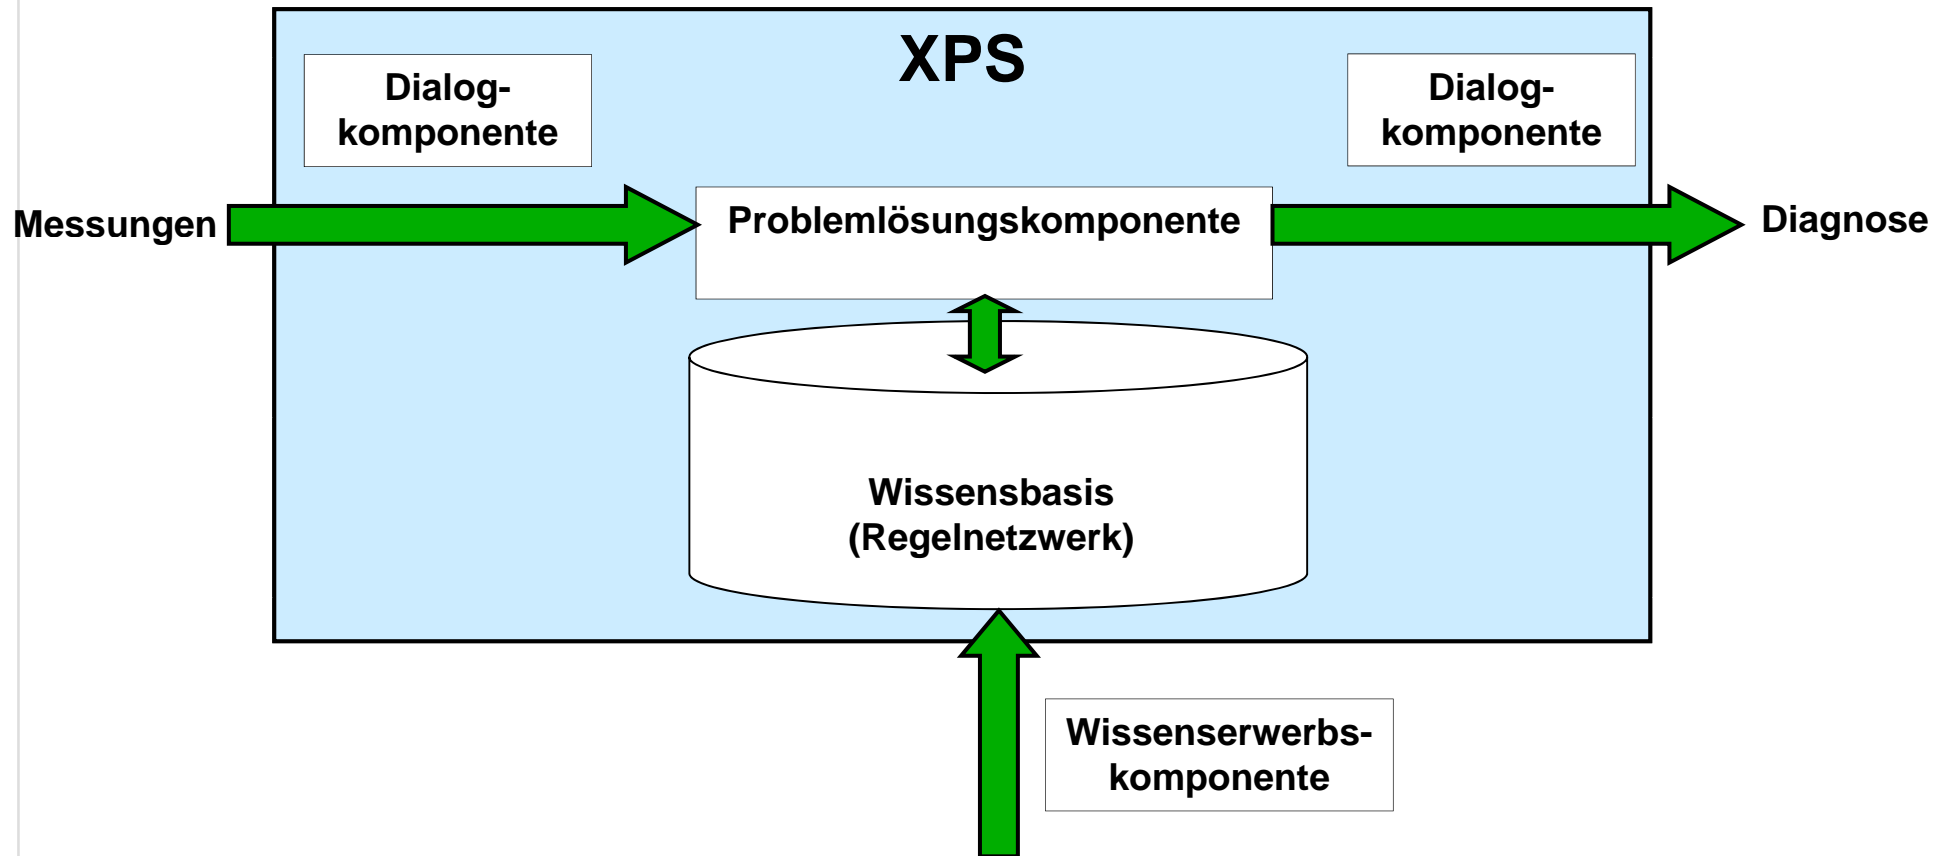 XPS
Dialog-
komponente
Dialog-
komponente
Messungen
Problemlösungskomponente
Diagnose
Wissensbasis
(Regelnetzwerk)
Wissenserwerbs-
komponente